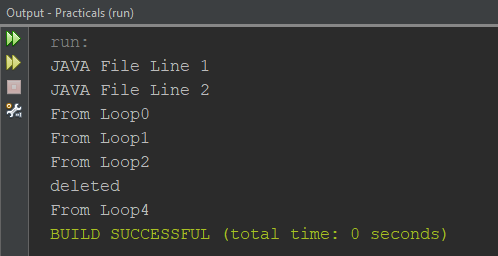 Output - Practicals (run)
run:
JAVA File Line 1
JAVA File Line 2
From Loop0
From Loop1
From Loop2
deleted
From Loop4
BUILD SUCCESSFUL (total time: 0 seconds)